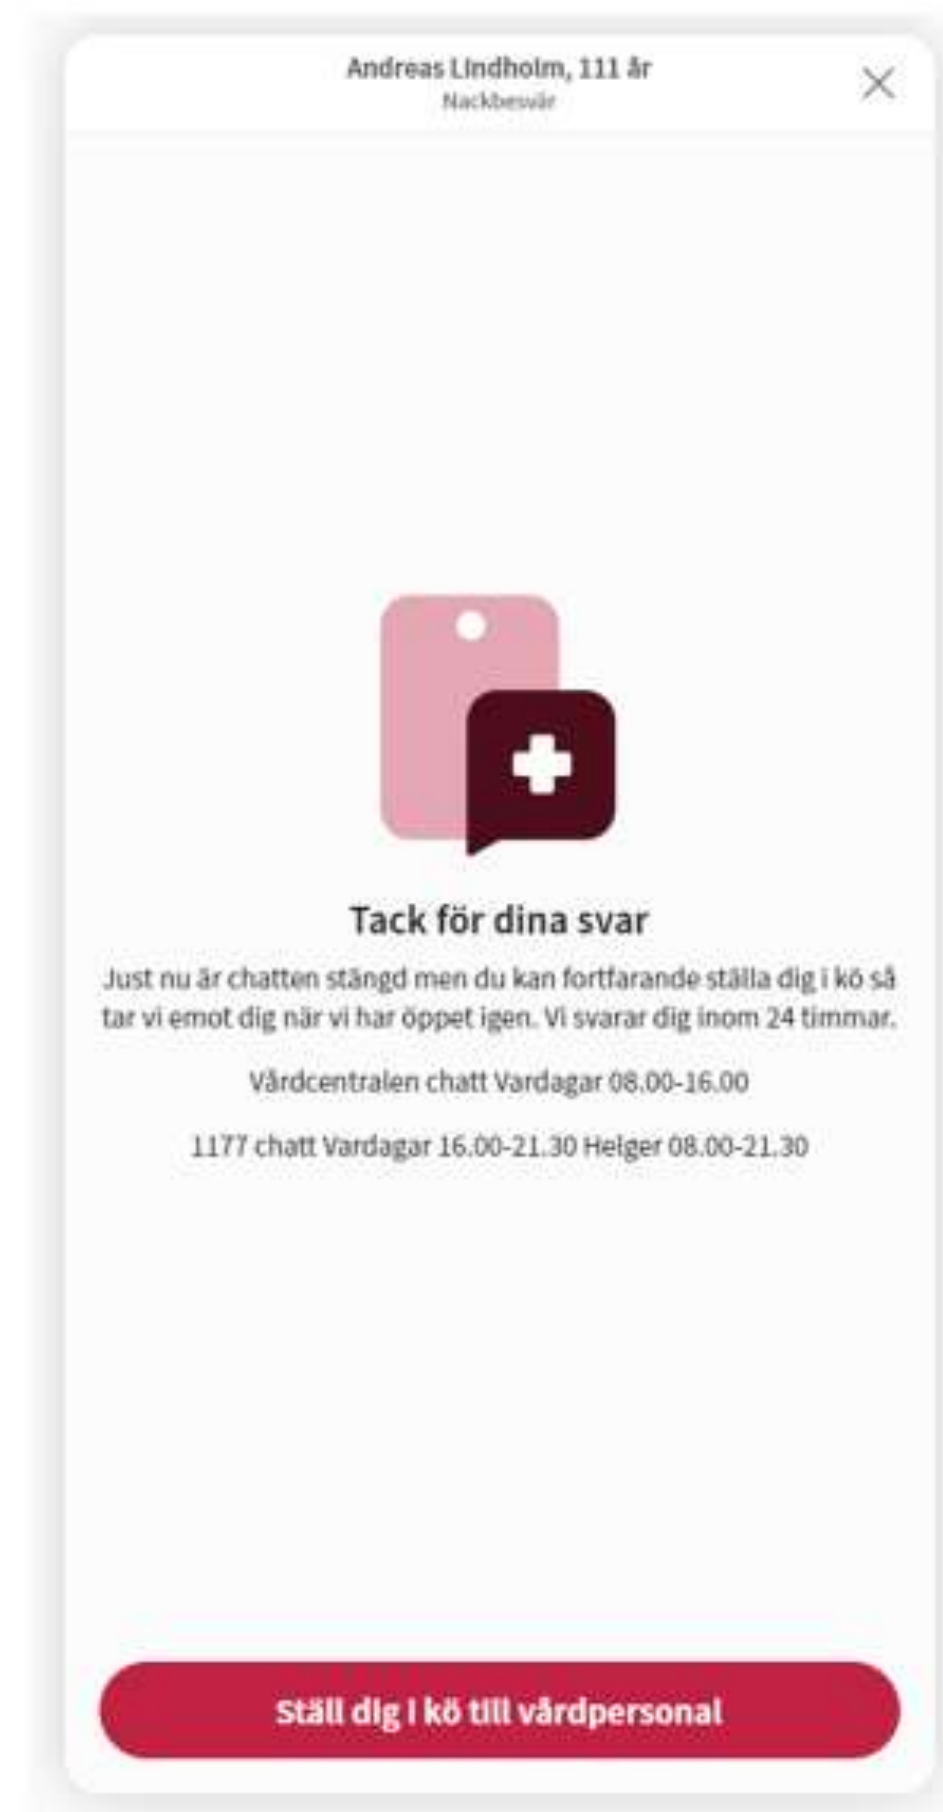 Andreas Lindholm, 111 år
Nackbesvär
Tack för dina svar
Just nu är chatten stängd men du kan fortfarande ställa dig i kö så
tar vi emot dig när vi har öppet igen. Vi svarar dig inom 24 timmar.
Vårdcentralen chatt Vardagar 08.00-16.00
1177 chatt Vardagar 16.00-21.30 Helger 08.00-21.30
Ställ dig i kö till vårdpersonal